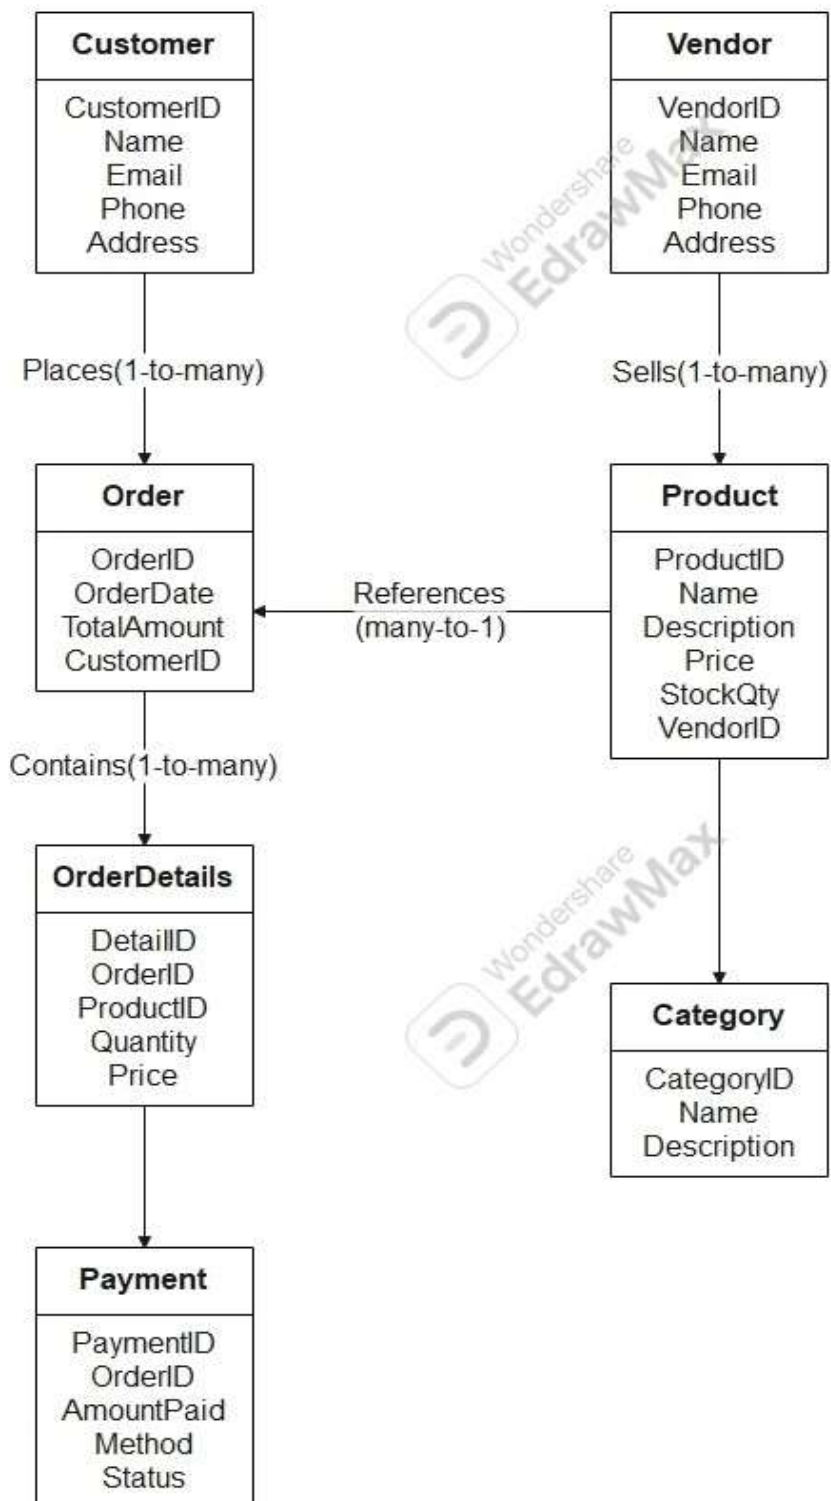 Customer
CustomerID
Name
Email
Phone
Address
Vendor
VendorID
Name
Email
Phone
Address
Wondershare
EdrawMax
Places(1-to-many)
Sells(1-to-many)
Order
OrderID
OrderDate
TotalAmount
CustomerID
References
(many-to-1)
Product
ProductID
Name
Description
Price
StockQty
VendorID
Contains(1-to-many)
OrderDetails
DetailID
OrderID
ProductID
Quantity
Price
Wondershare
EdrawMax
Category
CategoryID
Name
Description
Payment
PaymentID
OrderID
AmountPaid
Method
Status